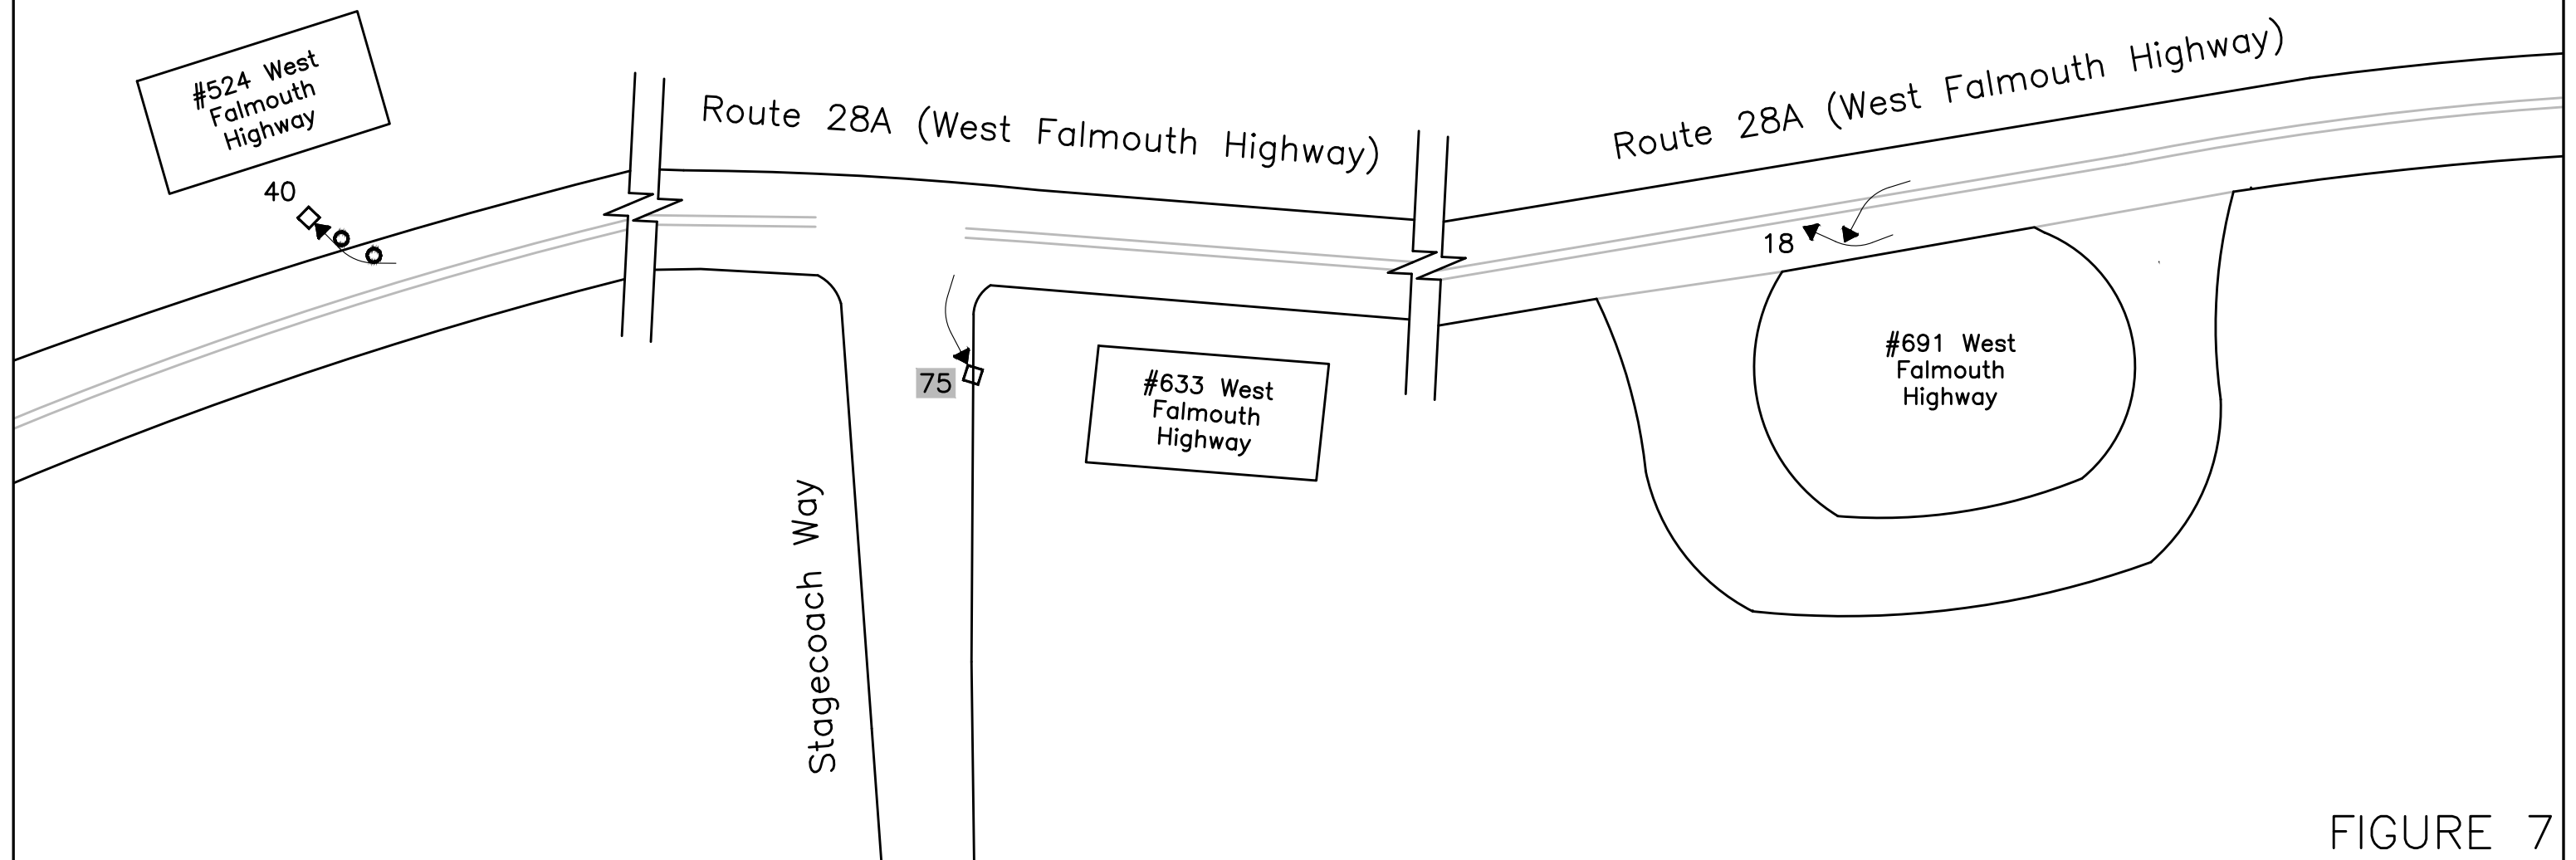 #524 West
Falmouth
Highway
40
Route 28A (West Falmouth Highway)
Route 28A (West Falmouth Highway)
18
75
#633 West
Falmouth
Highway
#691 West
Falmouth
Highway
Stagecoach Way
FIGURE 7